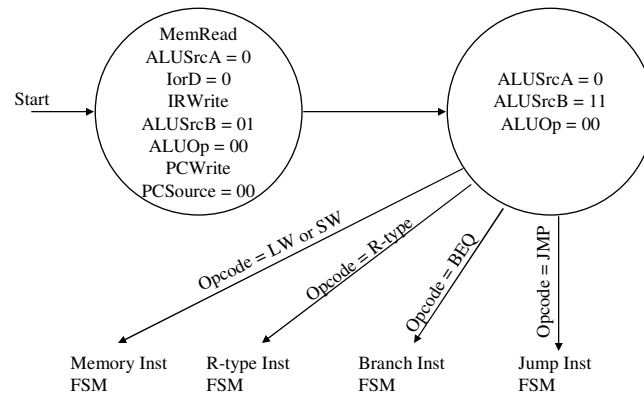 MemRead
ALUSrcA = 0
IorD = 0
IRWrite
ALUSrcB = 01
ALUOp = 00
PCWrite
PCSource = 00
Start
ALUSrcA = 0
ALUSrcB = 11
ALUOp = 00
Opcode = LW or SW
Opcode = R-type
Opcode = BEQ
Opcode = JMP
Memory Inst
FSM
R-type Inst
FSM
Branch Inst
FSM
Jump Inst
FSM